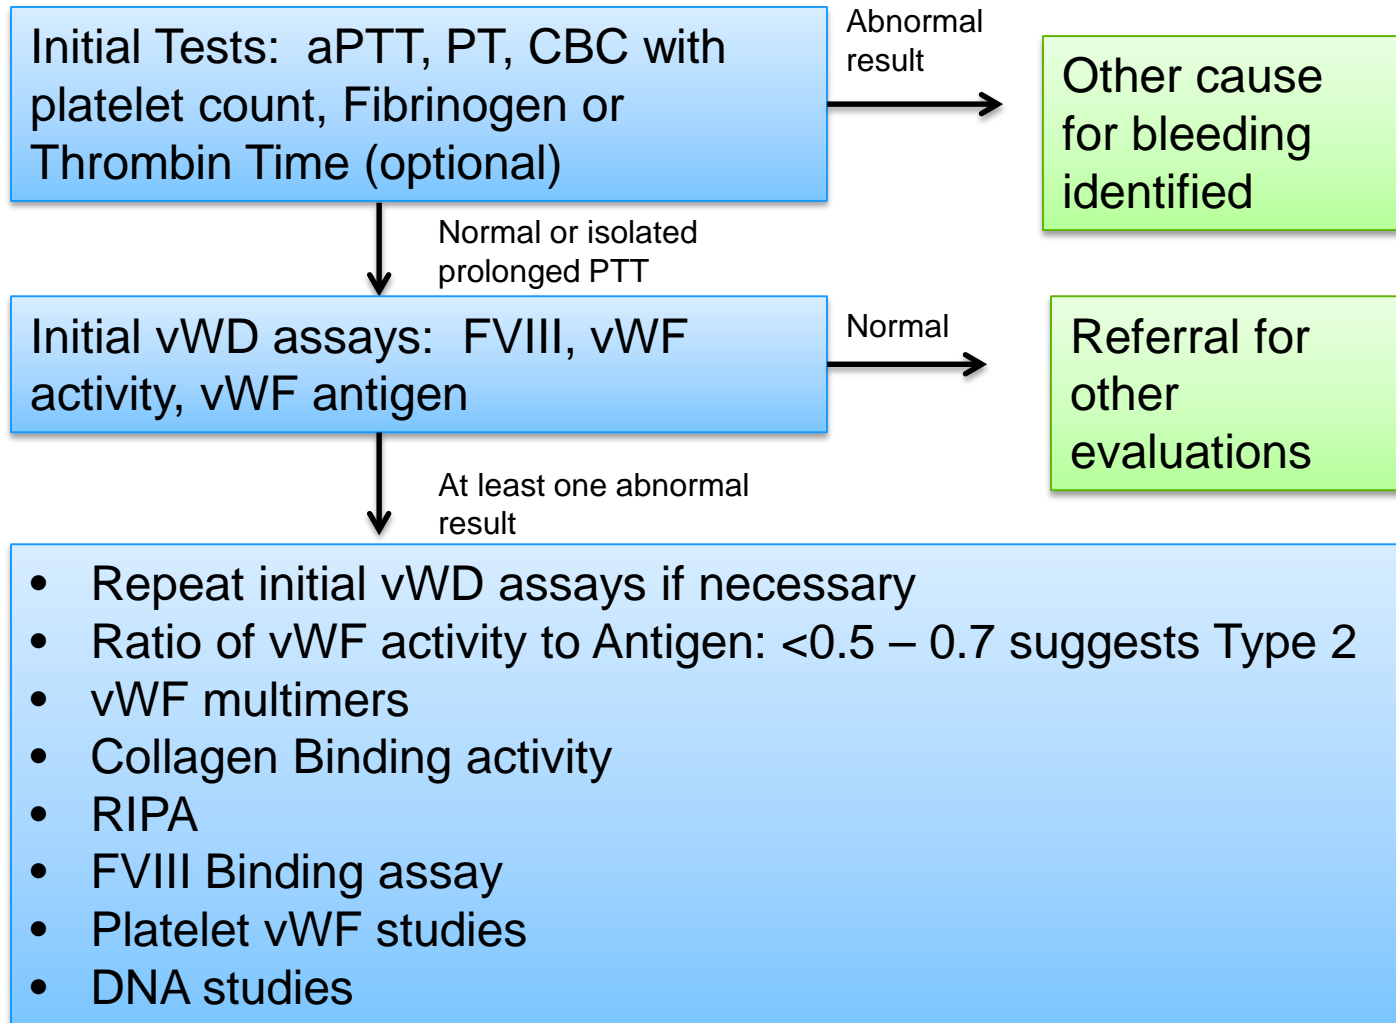 Initial Tests:  aPTT, PT, CBC with
platelet count, Fibrinogen or
Thrombin Time (optional)
Abnormal
result
Other cause
for bleeding
identified
Normal or isolated
prolonged PTT
Initial vWD assays:  FVIII, vWF
activity, vWF antigen
Normal
Referral for
other
evaluations
At least one abnormal
result
• Repeat initial vWD assays if necessary
• Ratio of vWF activity to Antigen: <0.5 – 0.7 suggests Type 2
• vWF multimers
• Collagen Binding activity
• RIPA
• FVIII Binding assay
• Platelet vWF studies
• DNA studies